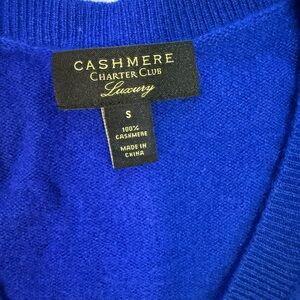 CASHMERE
CHARTER CLUB
Luxury
S
100%
CASHMERE
MADE IN
CHINA